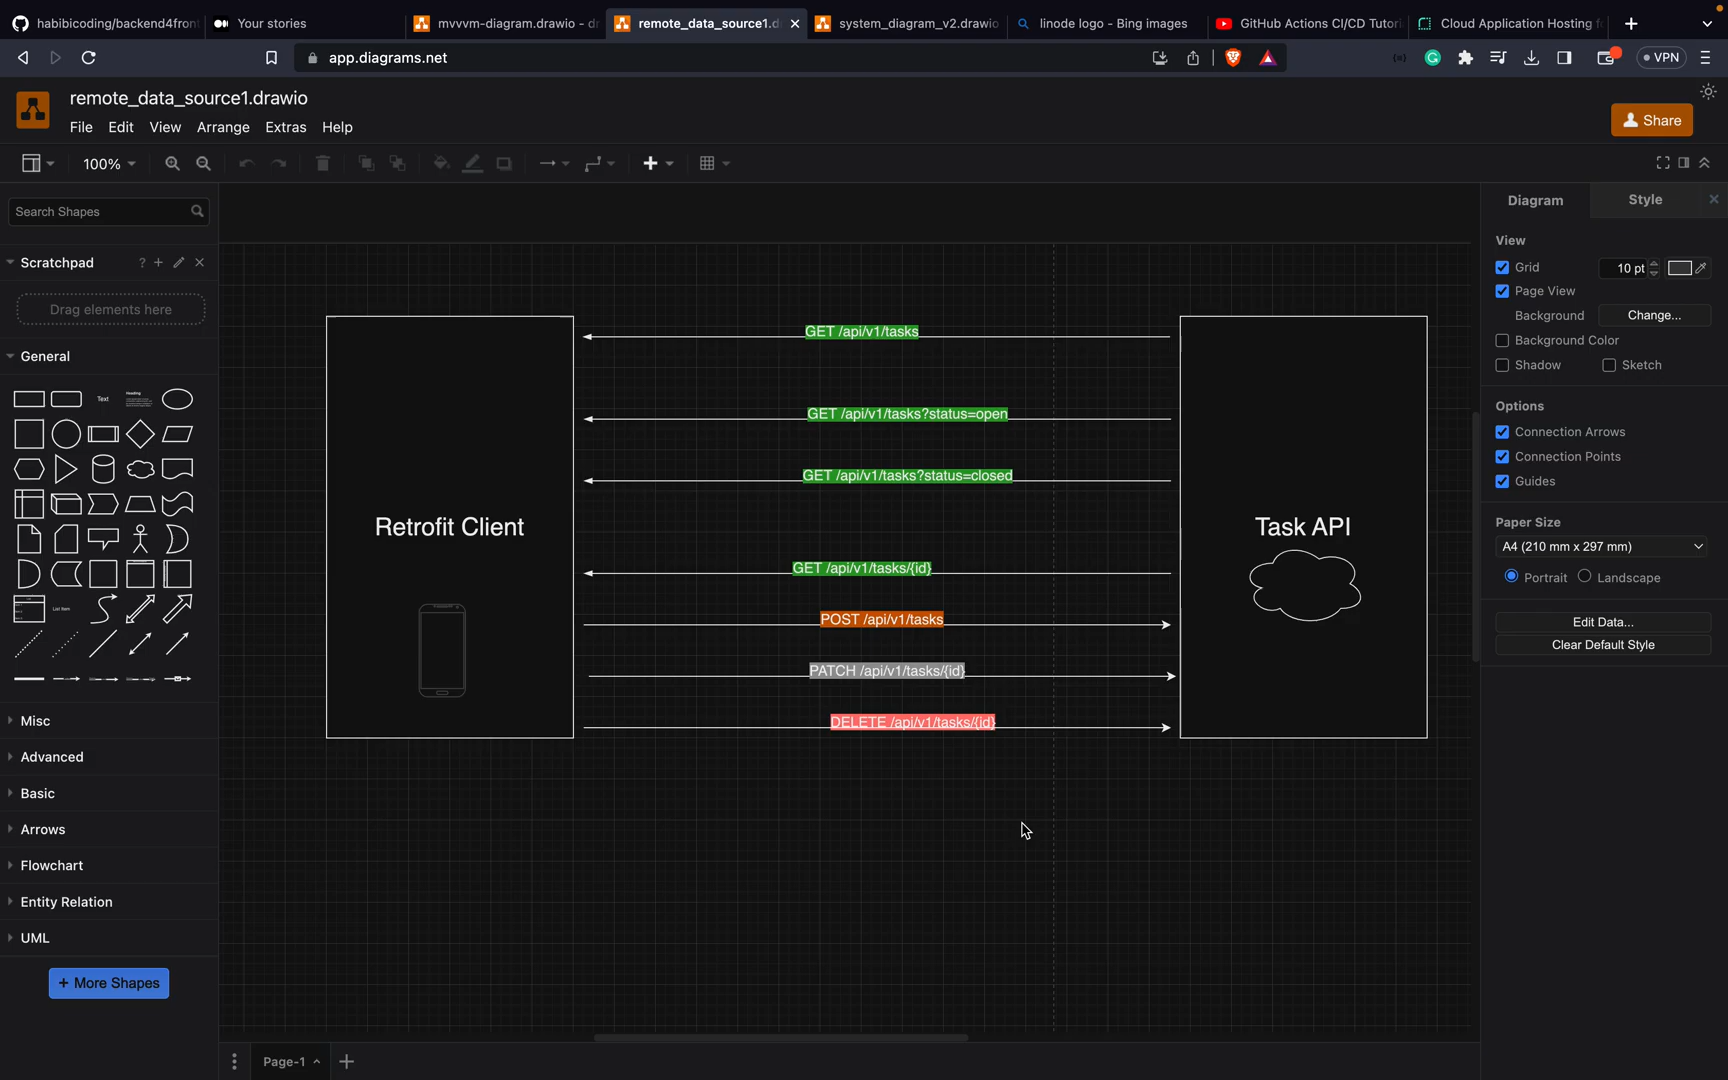 habibicoding/backend4fron
Your stories
mvvvm-diagram.drawio - dr
remote_data_source1.d
system_diagram_v2.drawio
linode logo - Bing images
GitHub Actions CI/CD Tutori
Cloud Application Hosting f
app.diagrams.net
VPN
remote_data_source1.drawio
File Edit View Arrange Extras Help
Share
100%
Search Shapes
Scratchpad
?
Drag elements here
General
Text
Heading
List Item
Misc
Advanced
Basic
Arrows
Flowchart
Entity Relation
UML
+ More Shapes
Retrofit Client
GET /api/v1/tasks
GET /api/v1/tasks?status=open
GET /api/v1/tasks?status=closed
GET /api/v1/tasks/{id}
POST /api/v1/tasks
PATCH /api/v1/tasks/{id}
DELETE /api/v1/tasks/{id}
Task API
Page-1
Diagram
Style
View
Grid
10 pt
Page View
Background
Change...
Background Color
Shadow
Sketch
Options
Connection Arrows
Connection Points
Guides
Paper Size
A4 (210 mm x 297 mm)
Portrait
Landscape
Edit Data...
Clear Default Style